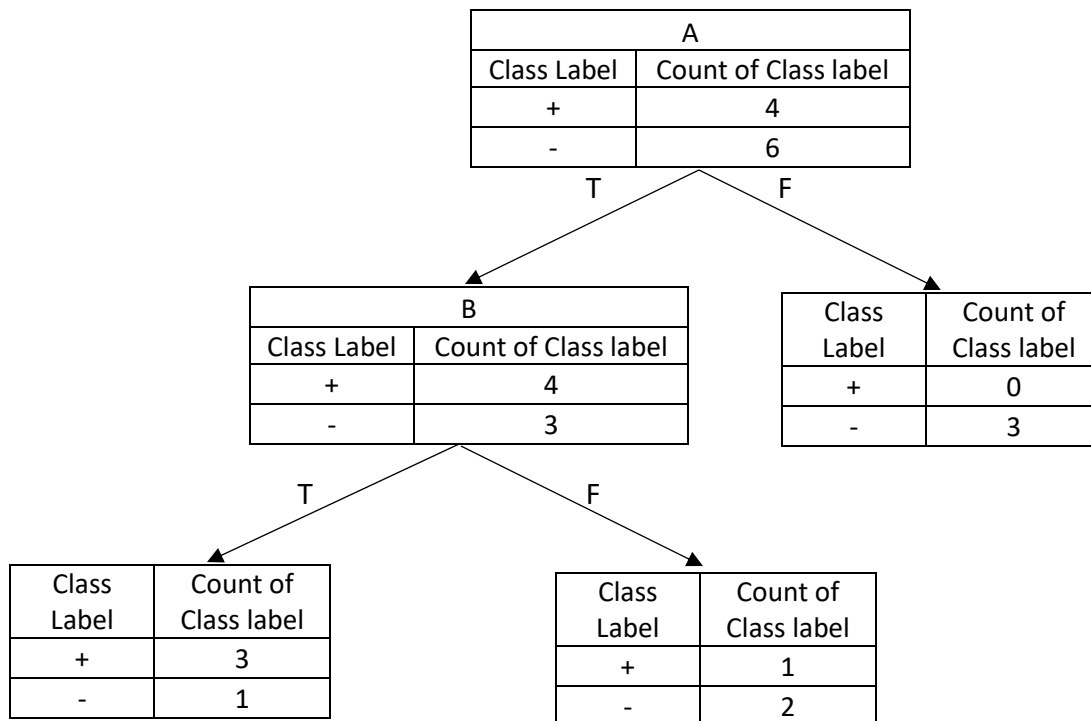 A
Class Label Count of Class label
+ 4
- 6
T F
B
Class Label Count of Class label
+ 4
- 3
Class Count of
Label Class label
+ 0
- 3
T F
Class Count of
Label Class label
+ 3
- 1
Class Count of
Label Class label
+ 1
- 2